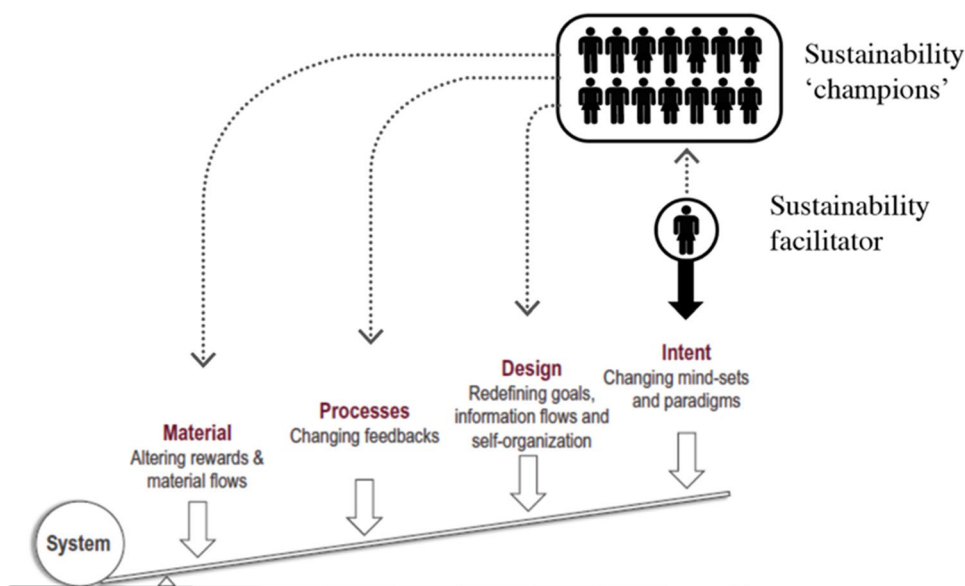 Sustainability
‘champions’
Sustainability
facilitator
Intent
Changing mind-sets
and paradigms
Design
Redefining goals,
information flows and
self-organization
Processes
Changing feedbacks
Material
Altering rewards &
material flows
System